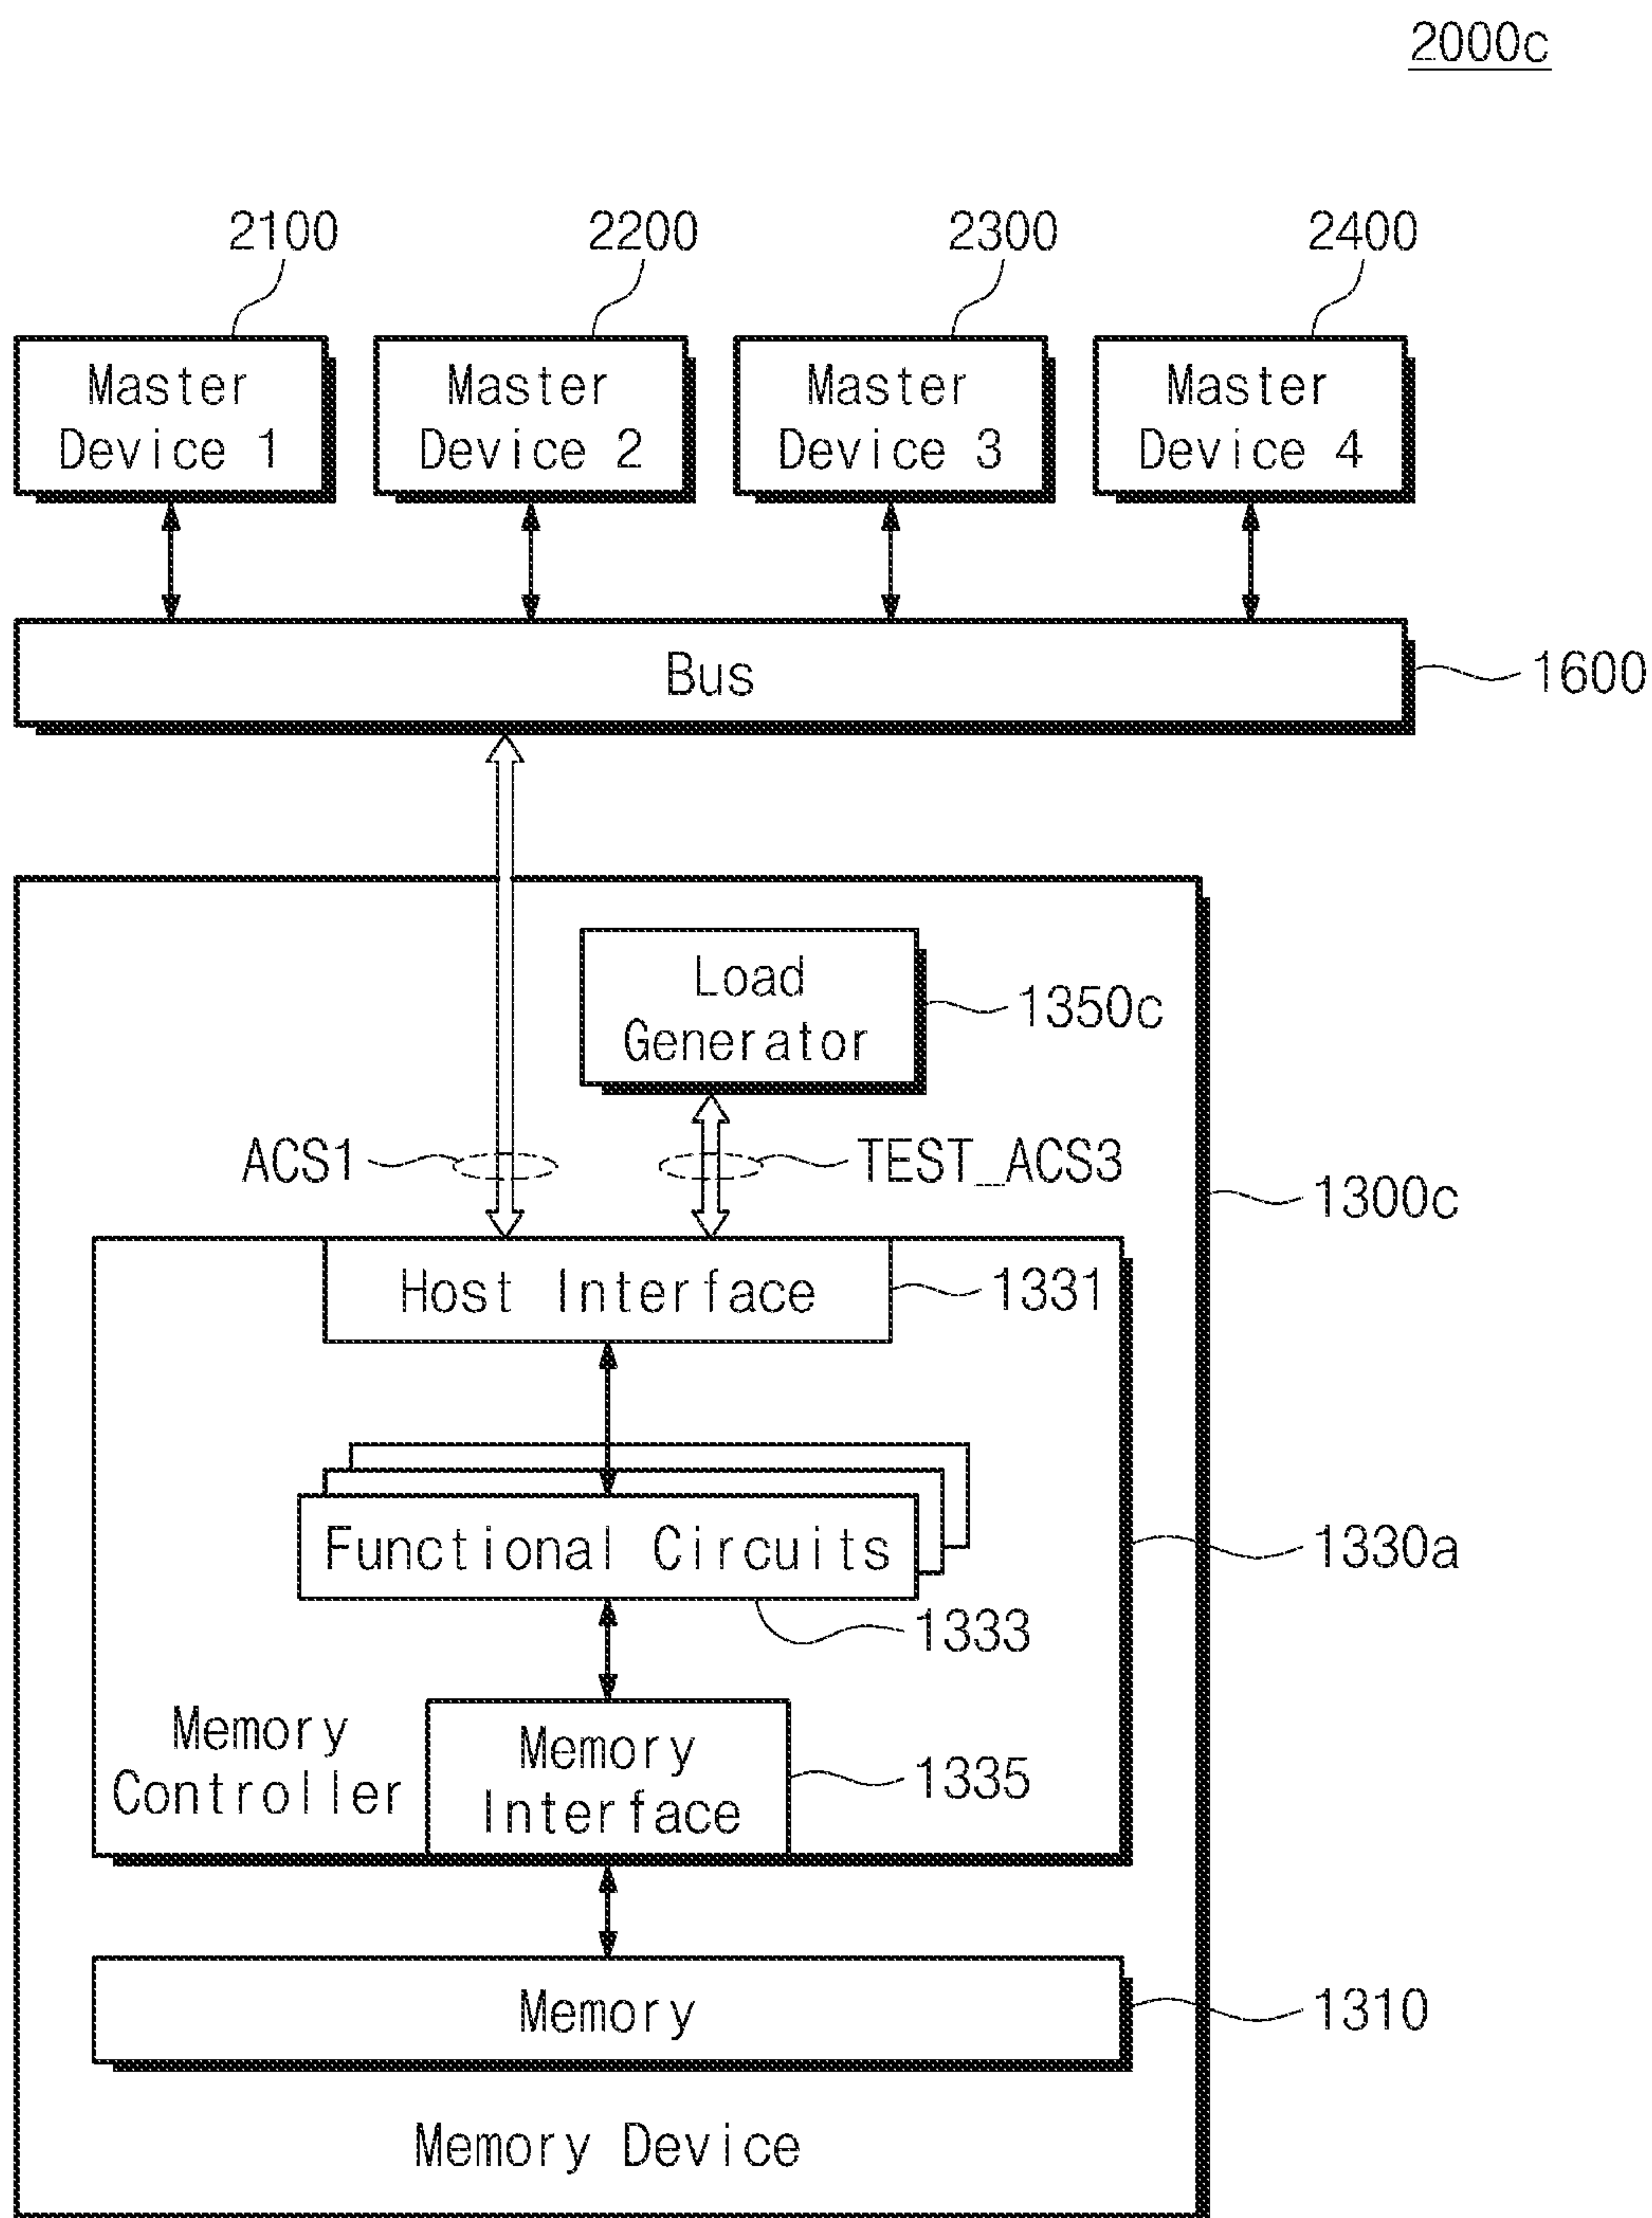 2000c
2100
2200
2300
2400
Master
Device 1
Master
Device 2
Master
Device 3
Master
Device 4
Bus
1600
Load
Generator
1350c
ACS1
TEST_ACS3
1300c
Host Interface
1331
Functional Circuits
1330a
1333
Memory
Controller
Memory
Interface
1335
Memory
1310
Memory Device